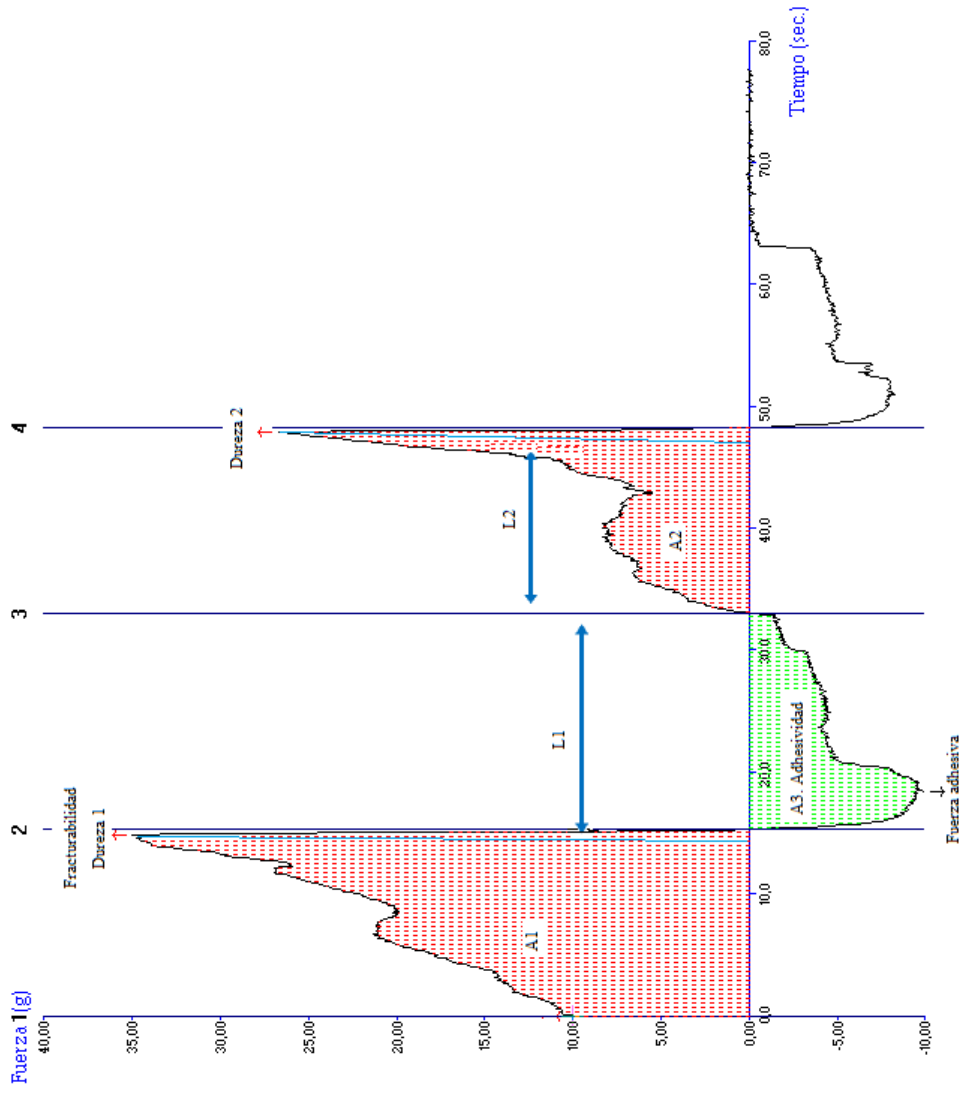 Fuerza 1(g)
1
2
3
4
40,00
35,00
30,00
25,00
20,00
15,00
10,00
5,00
0,00
-5,00
-10,00
Fracturabilidad
Dureza 1
Dureza 2
L1
L2
A1
A2
A3. Adhesividad
Fuerza adhesiva
0,0
10,0
20,0
30,0
40,0
50,0
60,0
70,0
80,0
Tiempo (sec.)